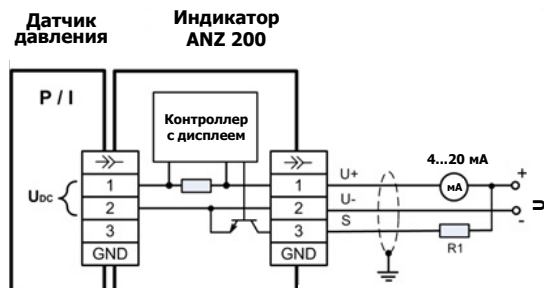 Датчик
давления
Индикатор
ANZ 200
P / I
Контроллер
с дисплеем
4...20 мА
U+
мА
+
1
1
UDC
U-
2
2
U
-
S
3
3
R1
GND
GND